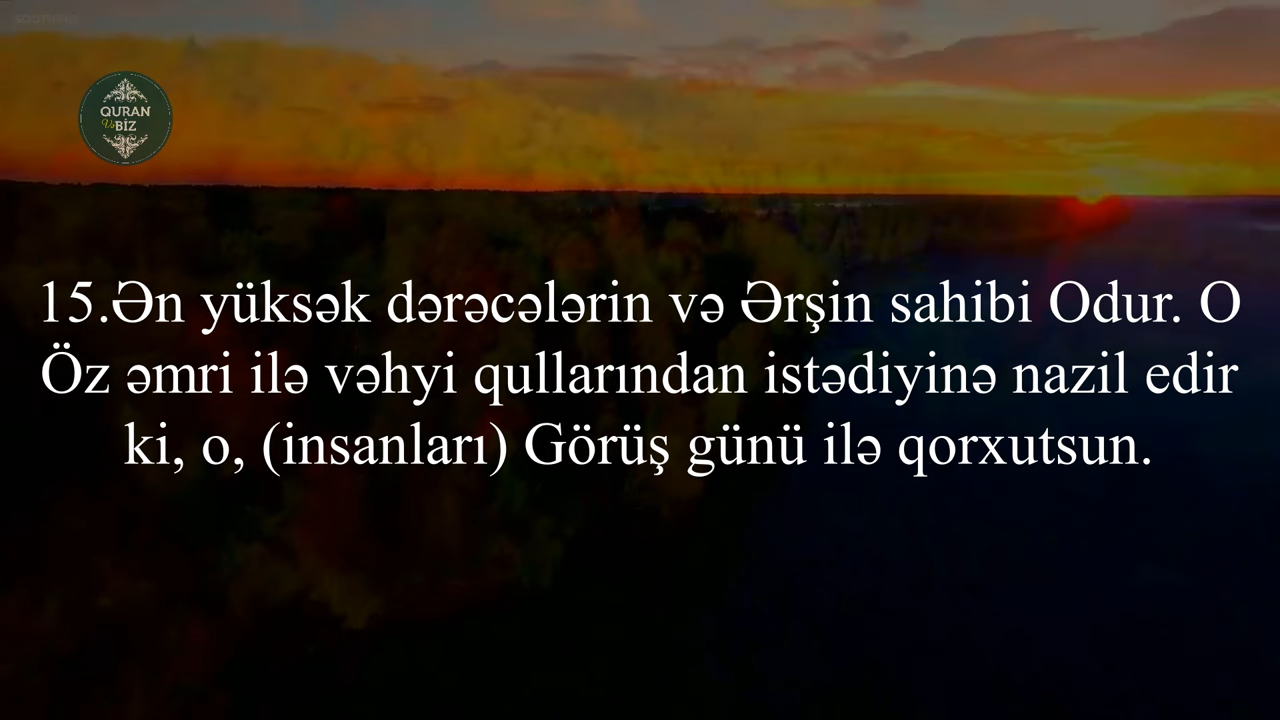 QURAN
Və BİZ
15.Ən yüksək dərəcələrin və Ərşin sahibi Odur. O
Öz əmri ilə vəhyi qullarından istədiyinə nazil edir
ki, o, (insanları) Görüş günü ilə qorxutsun.